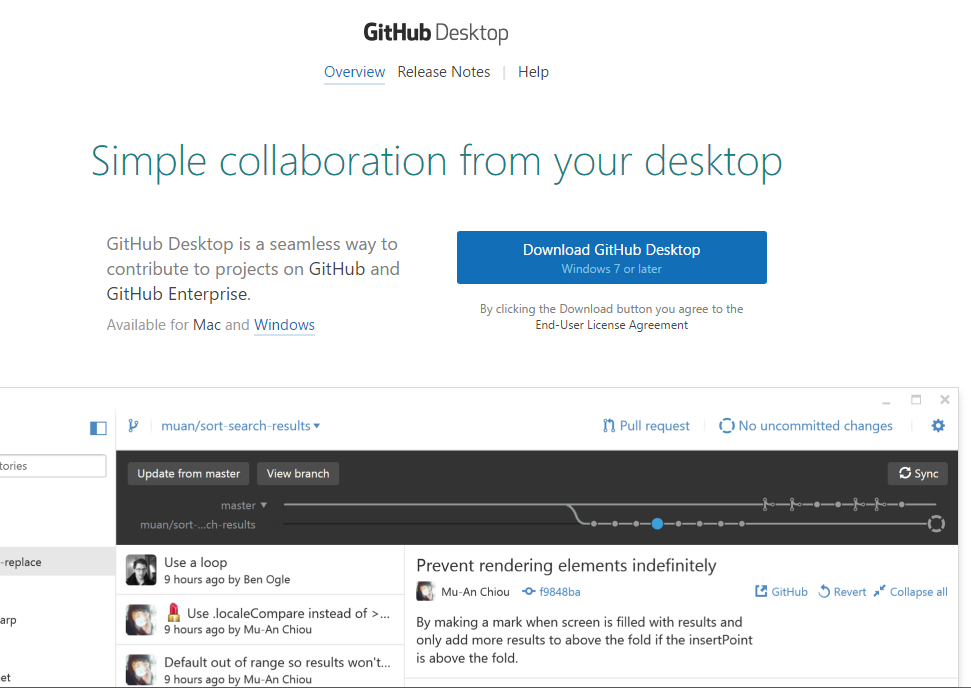 GitHub Desktop
Overview Release Notes | Help
Simple collaboration from your desktop
GitHub Desktop is a seamless way to
contribute to projects on GitHub and
GitHub Enterprise.
Available for Mac and Windows
Download GitHub Desktop
Windows 7 or later
By clicking the Download button you agree to the
End-User License Agreement
muan/sort-search-results
Pull request
No uncommitted changes
tories
Update from master
View branch
Sync
master
muan/sort-...ch-results
-replace
arp
et
Use a loop
9 hours ago by Ben Ogle
Use .localeCompare instead of >...
9 hours ago by Mu-An Chiou
Default out of range so results won't...
9 hours ago by Mu-An Chiou
Prevent rendering elements indefinitely
Mu-An Chiou f9848ba
GitHub Revert Collapse all
By making a mark when screen is filled with results and
only add more results to above the fold if the insertPoint
is above the fold.